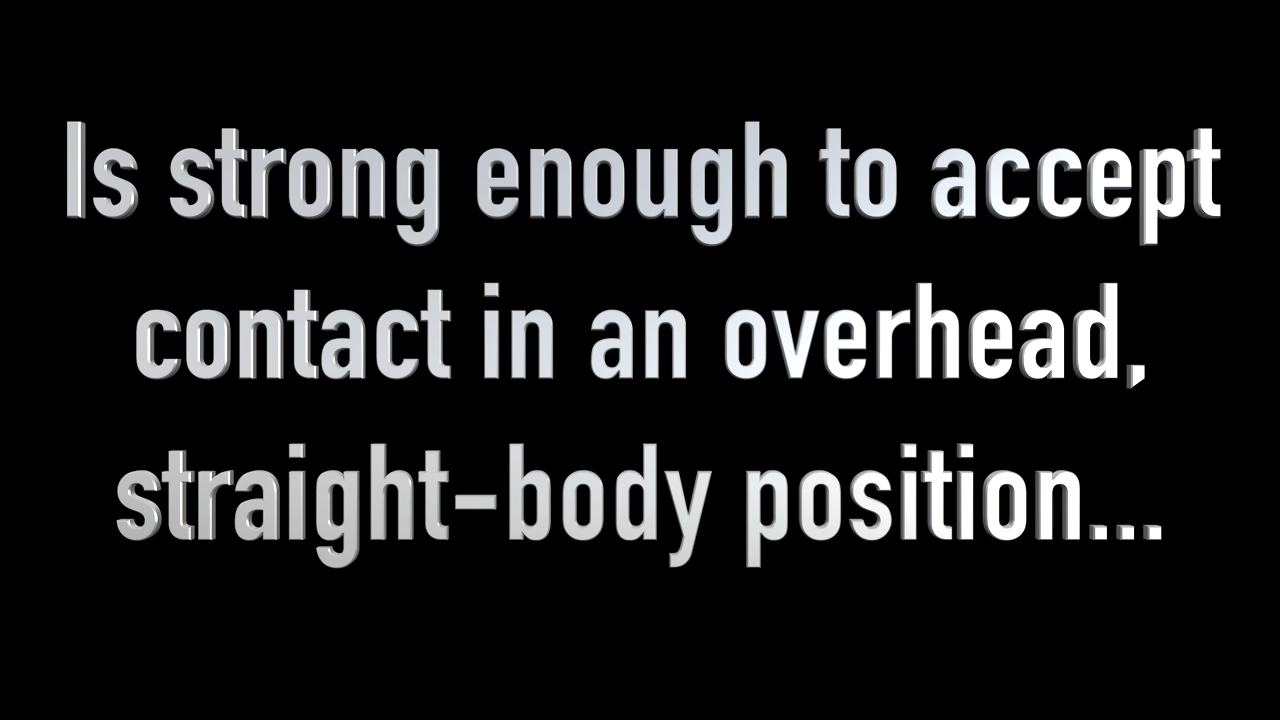 Is strong enough to accept
contact in an overhead,
straight-body position...